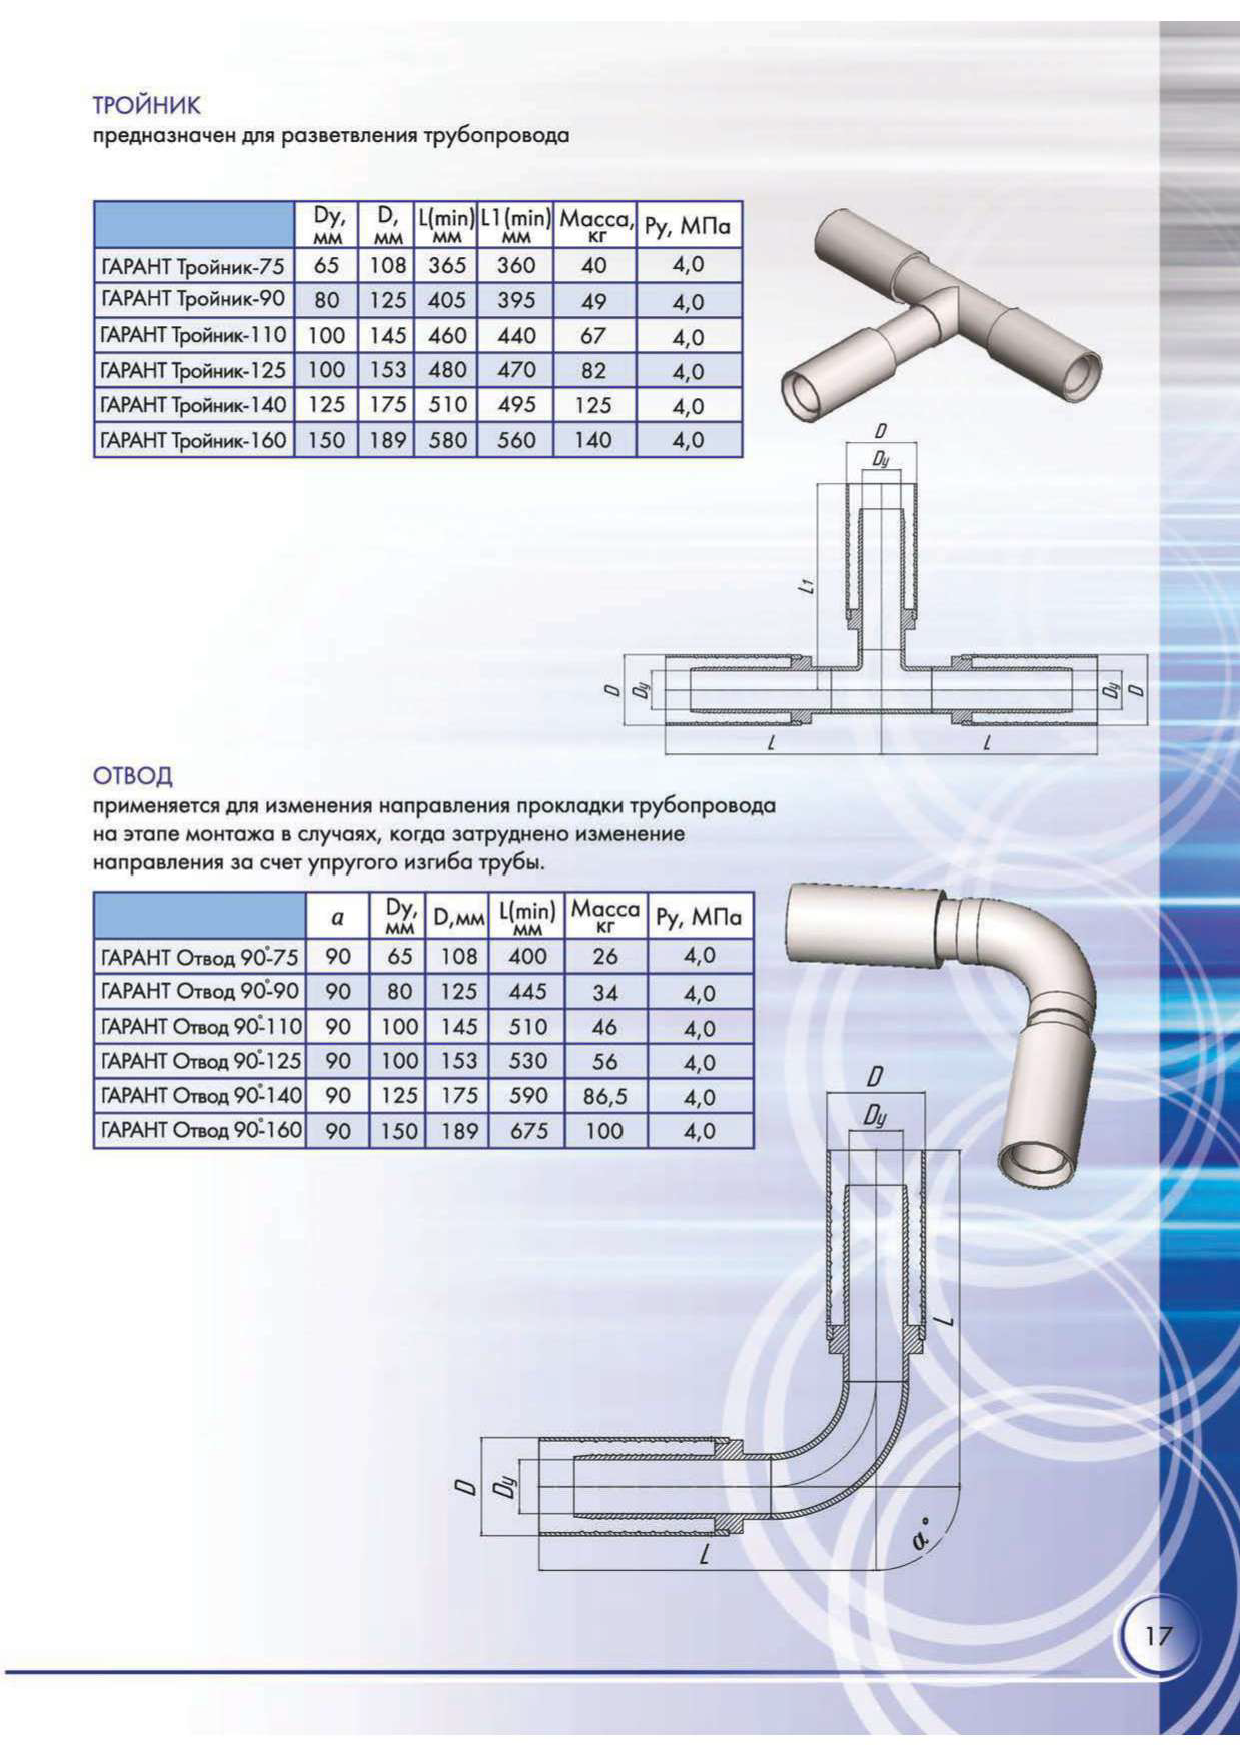 ТРОЙНИК
предназначен для разветвления трубопровода
Dу, мм D, мм L(min) мм L1(min) мм Масса, кг Ру, МПа
ГАРАНТ Тройник-75 65 108 365 360 40 4,0
ГАРАНТ Тройник-90 80 125 405 395 49 4,0
ГАРАНТ Тройник-110 100 145 460 440 67 4,0
ГАРАНТ Тройник-125 100 153 480 470 82 4,0
ГАРАНТ Тройник-140 125 175 510 495 125 4,0
ГАРАНТ Тройник-160 150 189 580 560 140 4,0
D
Dу
L1
D Dу Dу D
L L
ОТВОД
применяется для изменения направления прокладки трубопровода
на этапе монтажа в случаях, когда затруднено изменение
направления за счет упругого изгиба трубы.
α Dу, мм D,мм L(min) мм Масса кг Ру, МПа
ГАРАНТ Отвод 90°-75 90 65 108 400 26 4,0
ГАРАНТ Отвод 90°-90 90 80 125 445 34 4,0
ГАРАНТ Отвод 90°-110 90 100 145 510 46 4,0
ГАРАНТ Отвод 90°-125 90 100 153 530 56 4,0
ГАРАНТ Отвод 90°-140 90 125 175 590 86,5 4,0
ГАРАНТ Отвод 90°-160 90 150 189 675 100 4,0
D
Dу
L
D Dу
α°
L
17